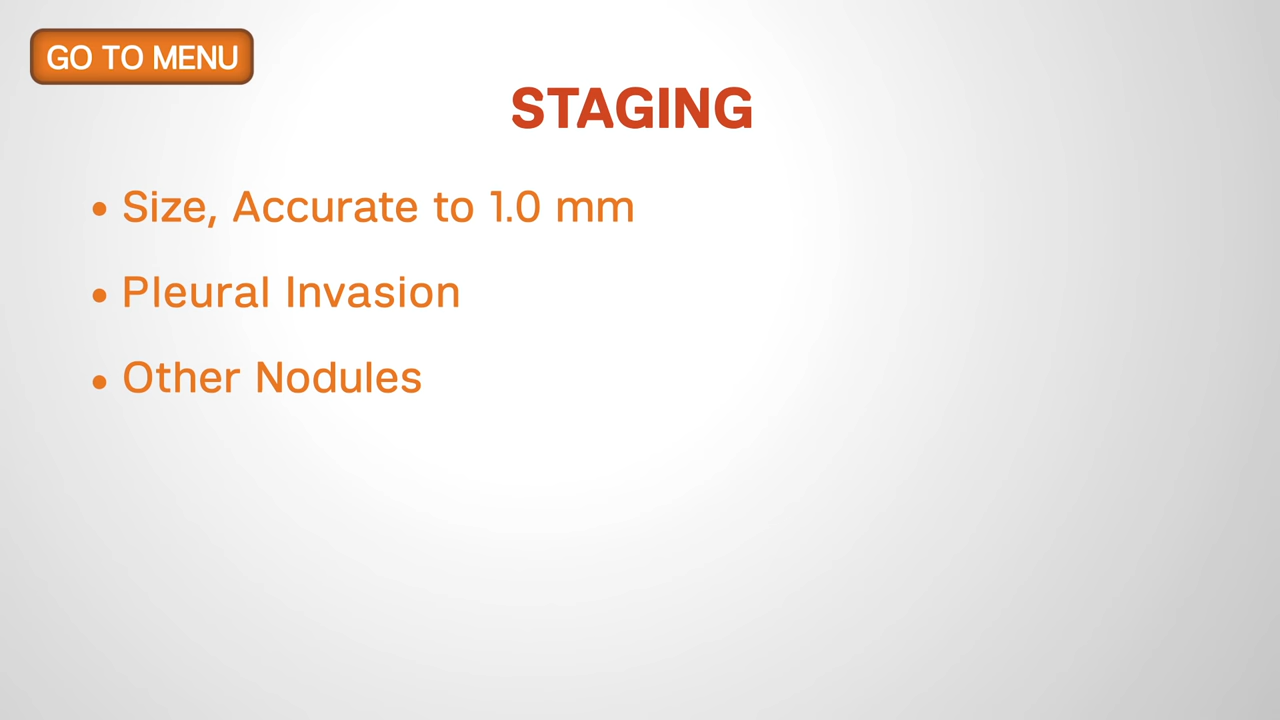 GO TO MENU
STAGING
• Size, Accurate to 1.0 mm
• Pleural Invasion
• Other Nodules